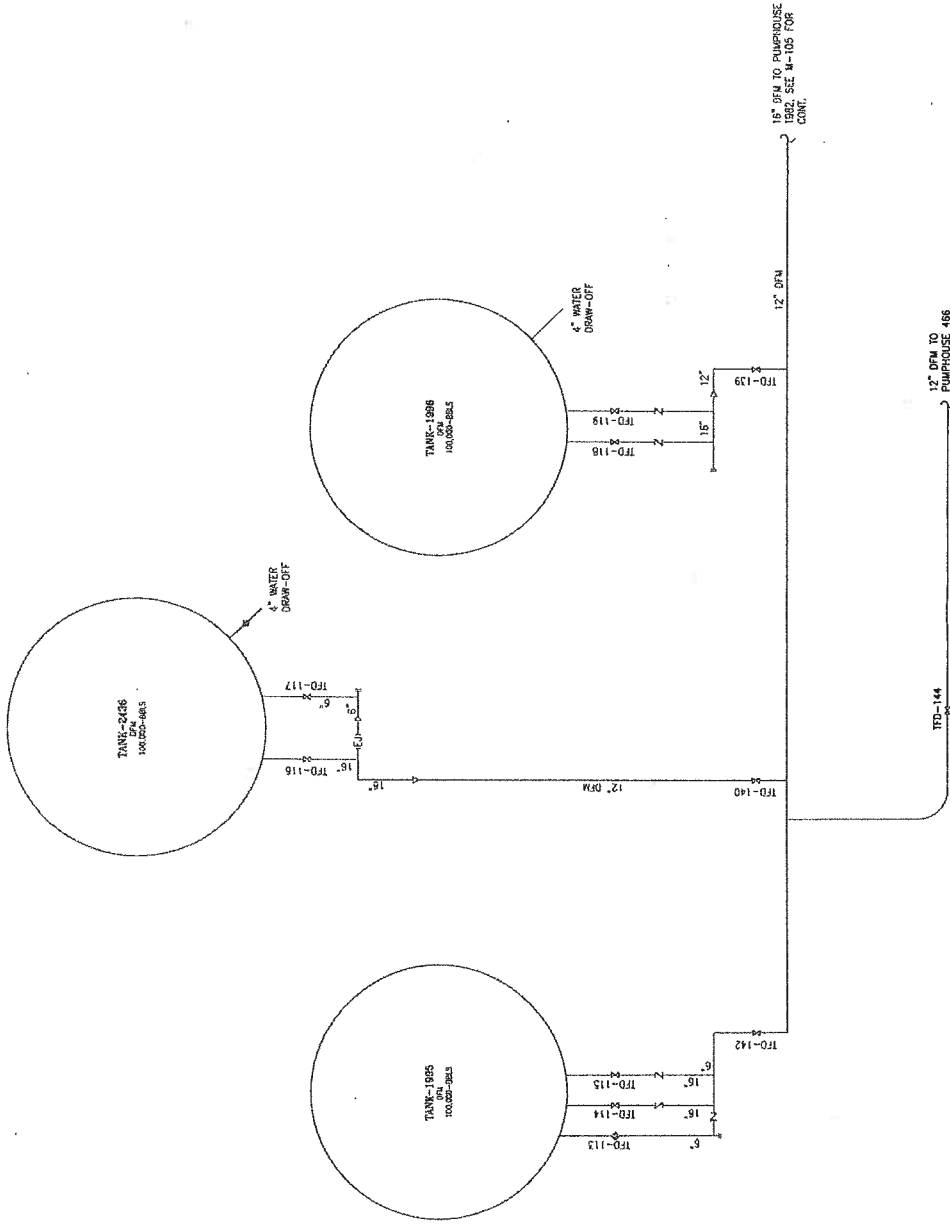 TANK-2436
DFM
100,000-BBLS
4" WATER
DRAW-OFF
TFD-117
6"
6"
TFD-116
16"
EJ
16"
12" DFM
TFD-140
TANK-1996
DFM
100,000-BBLS
4" WATER
DRAW-OFF
TFD-119
TFD-118
12"
16"
TFD-139
12" DFM
16" DFM TO PUMPHOUSE
1982, SEE M-105 FOR
CONT.
TANK-1995
DFM
100,000-BBLS
TFD-115
TFD-114
TFD-113
6"
16"
16"
6"
TFD-142
TFD-144
12" DFM TO
PUMPHOUSE 466